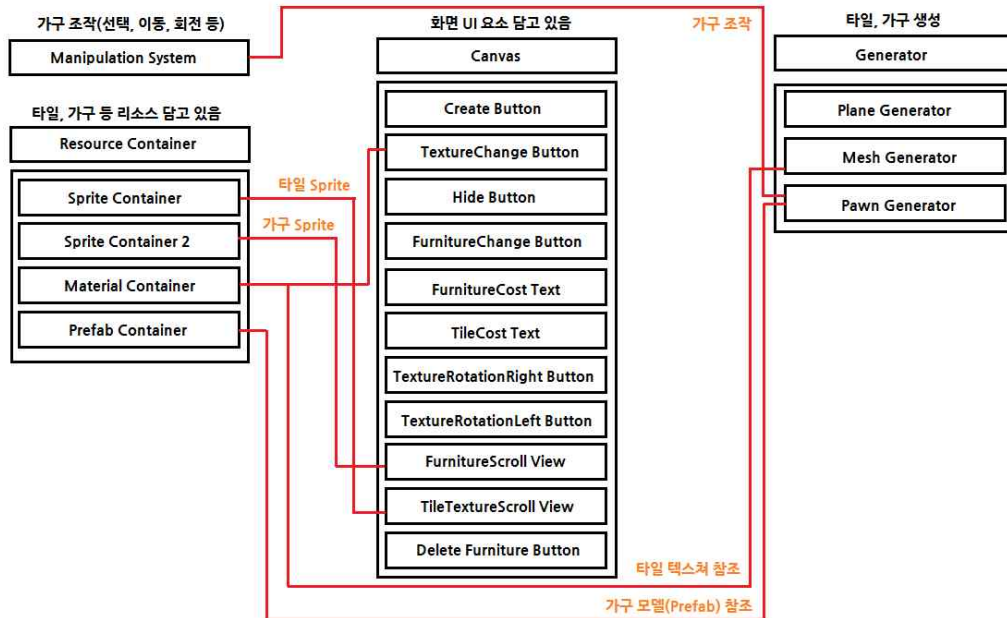 가구 조작(선택, 이동, 회전 등)
Manipulation System
타일, 가구 등 리소스 담고 있음
Resource Container
Sprite Container
Sprite Container 2
Material Container
Prefab Container
타일 Sprite
가구 Sprite
화면 UI 요소 담고 있음
Canvas
Create Button
TextureChange Button
Hide Button
FurnitureChange Button
FurnitureCost Text
TileCost Text
TextureRotationRight Button
TextureRotationLeft Button
FurnitureScroll View
TileTextureScroll View
Delete Furniture Button
가구 조작
타일, 가구 생성
Generator
Plane Generator
Mesh Generator
Pawn Generator
타일 텍스쳐 참조
가구 모델(Prefab) 참조